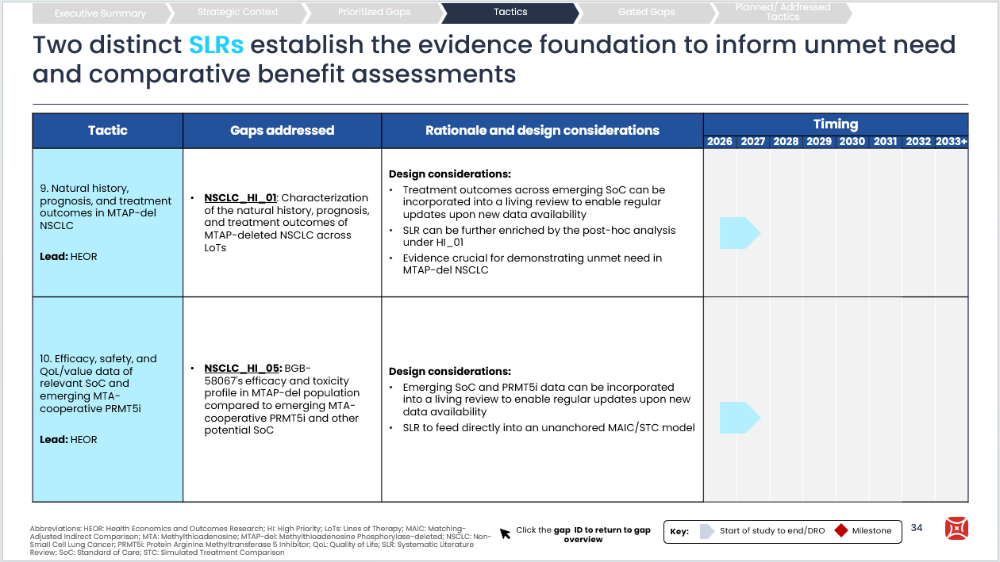 Executive Summary
Strategic Context
Prioritized Gaps
Tactics
Gated Gaps
Planned/ Addressed
Tactics
Two distinct SLRs establish the evidence foundation to inform unmet need
and comparative benefit assessments
Tactic
Gaps addressed
Rationale and design considerations
Timing
2026 2027 2028 2029 2030 2031 2032 2033+
9. Natural history,
prognosis, and treatment
outcomes in MTAP-del
NSCLC
Lead: HEOR
• NSCLC_HI_01: Characterization
of the natural history, prognosis,
and treatment outcomes of
MTAP-deleted NSCLC across
LoTs
Design considerations:
• Treatment outcomes across emerging SoC can be
incorporated into a living review to enable regular
updates upon new data availability
• SLR can be further enriched by the post-hoc analysis
under HI_01
• Evidence crucial for demonstrating unmet need in
MTAP-del NSCLC
10. Efficacy, safety, and
QoL/value data of
relevant SoC and
emerging MTA-
cooperative PRMT5i
Lead: HEOR
• NSCLC_HI_05: BGB-
58067's efficacy and toxicity
profile in MTAP-del population
compared to emerging MTA-
cooperative PRMT5i and other
potential SoC
Design considerations:
• Emerging SoC and PRMT5i data can be incorporated
into a living review to enable regular updates upon new
data availability
• SLR to feed directly into an unanchored MAIC/STC model
Abbreviations: HEOR: Health Economics and Outcomes Research; HI: High Priority; LoTs: Lines of Therapy; MAIC: Matching-
Adjusted Indirect Comparison; MTA: Methylthioadenosine; MTAP-del: Methylthioadenosine Phosphorylase-deleted; NSCLC: Non-
Small Cell Lung Cancer; PRMT5i: Protein Arginine Methyltransferase 5 Inhibitor; QoL: Quality of Life; SLR: Systematic Literature
Review; SoC: Standard of Care; STC: Simulated Treatment Comparison
Click the gap ID to return to gap
overview
Key:
Start of study to end/DRO
Milestone
34